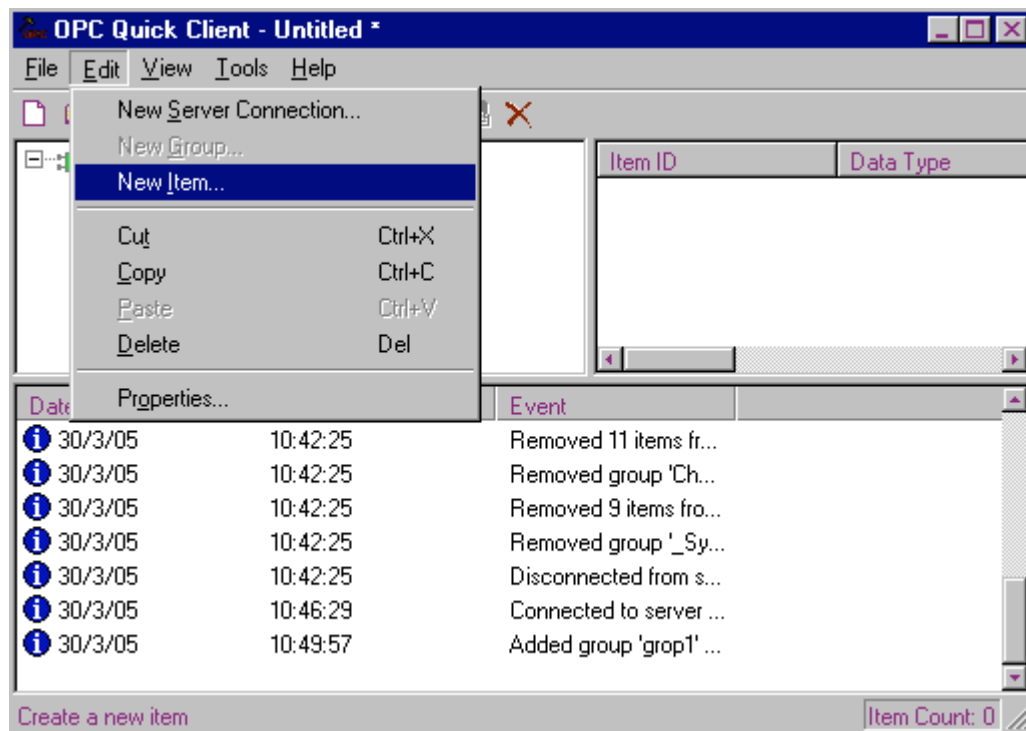 OPC Quick Client - Untitled *
File Edit View Tools Help
New Server Connection...
New Group...
New Item...
Cut Ctrl+X
Copy Ctrl+C
Paste Ctrl+V
Delete Del
Properties...
Item ID Data Type
Date Event
30/3/05 10:42:25 Removed 11 items fr...
30/3/05 10:42:25 Removed group 'Ch...
30/3/05 10:42:25 Removed 9 items fro...
30/3/05 10:42:25 Removed group '_Sy...
30/3/05 10:42:25 Disconnected from s...
30/3/05 10:46:29 Connected to server ...
30/3/05 10:49:57 Added group 'grop1' ...
Create a new item Item Count: 0